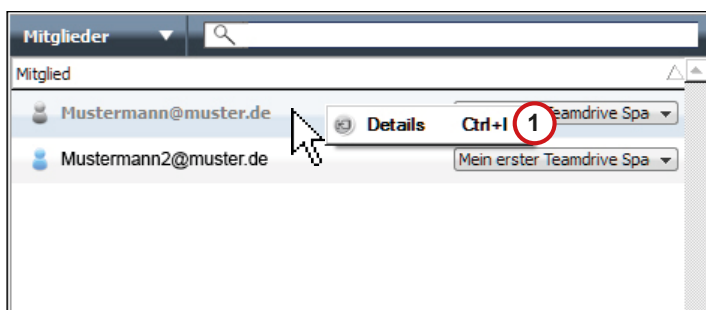 Mitglieder
Mitglied
Mustermann@muster.de Details Ctrl+I 1 eamdrive Spa
Mustermann2@muster.de Mein erster Teamdrive Spa